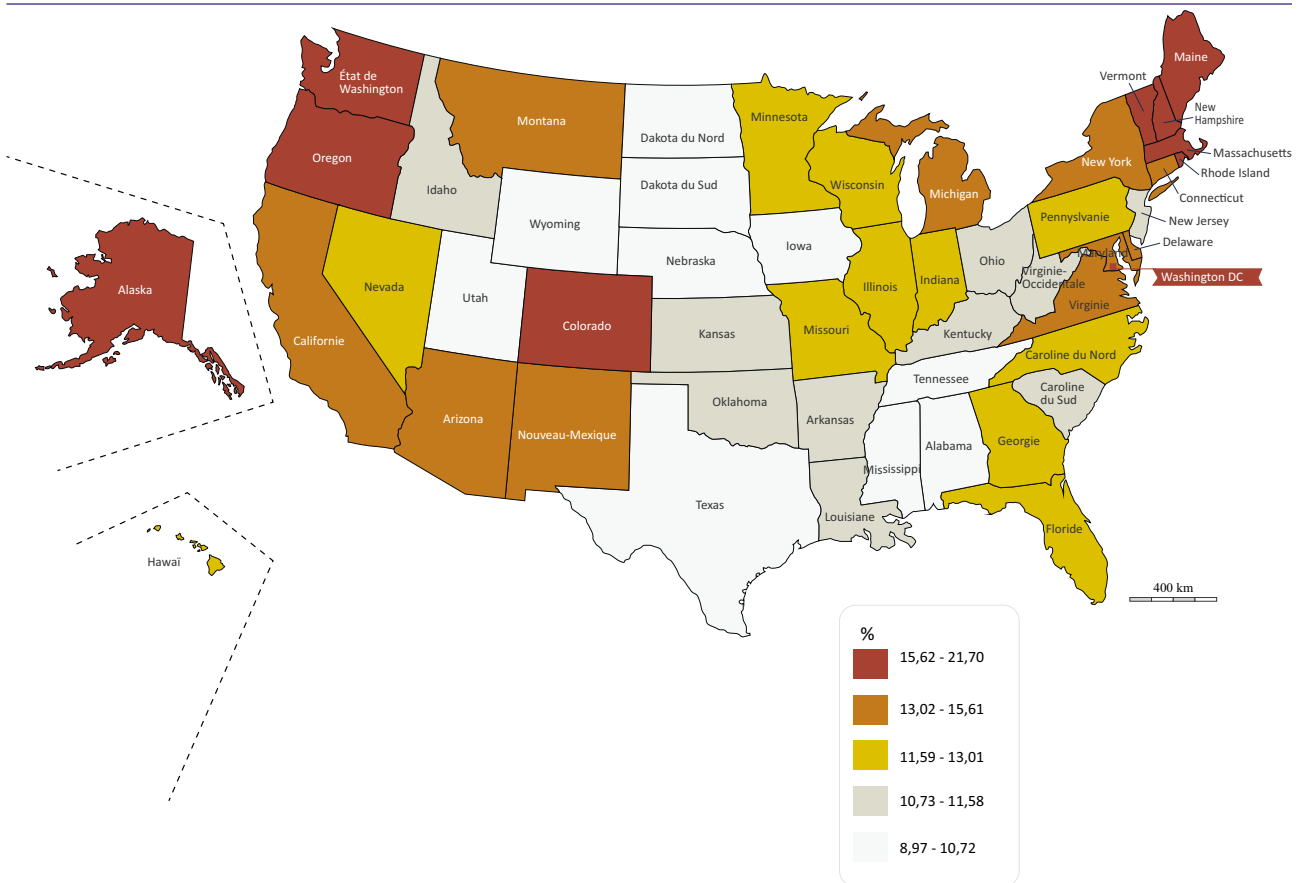 État de
Washington
Montana
Dakota du Nord
Minnesota
Vermont
Maine
New
Hampshire
Massachusetts
Rhode Island
Connecticut
New Jersey
Delaware
Washington DC
Oregon
Idaho
Wyoming
Dakota du Sud
Wisconsin
Michigan
New York
Pennyslvanie
Maryland
Alaska
Californie
Nevada
Utah
Colorado
Nebraska
Iowa
Illinois
Indiana
Ohio
Virginie-
Occidentale
Virginie
Kansas
Missouri
Kentucky
Caroline du Nord
Tennessee
Caroline
du Sud
Arizona
Nouveau-Mexique
Oklahoma
Arkansas
Mississippi
Alabama
Georgie
Texas
Louisiane
Floride
Hawaï
400 km
%
15,62 - 21,70
13,02 - 15,61
11,59 - 13,01
10,73 - 11,58
8,97 - 10,72